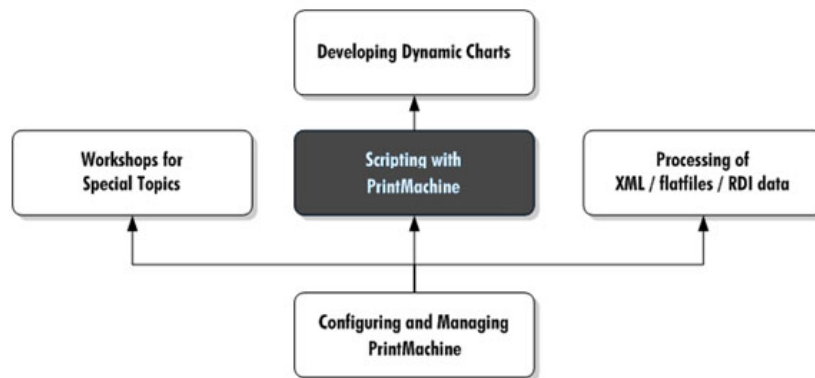 Developing Dynamic Charts
Workshops for
Special Topics
Scripting with
PrintMachine
Processing of
XML / flatfiles / RDI data
Configuring and Managing
PrintMachine